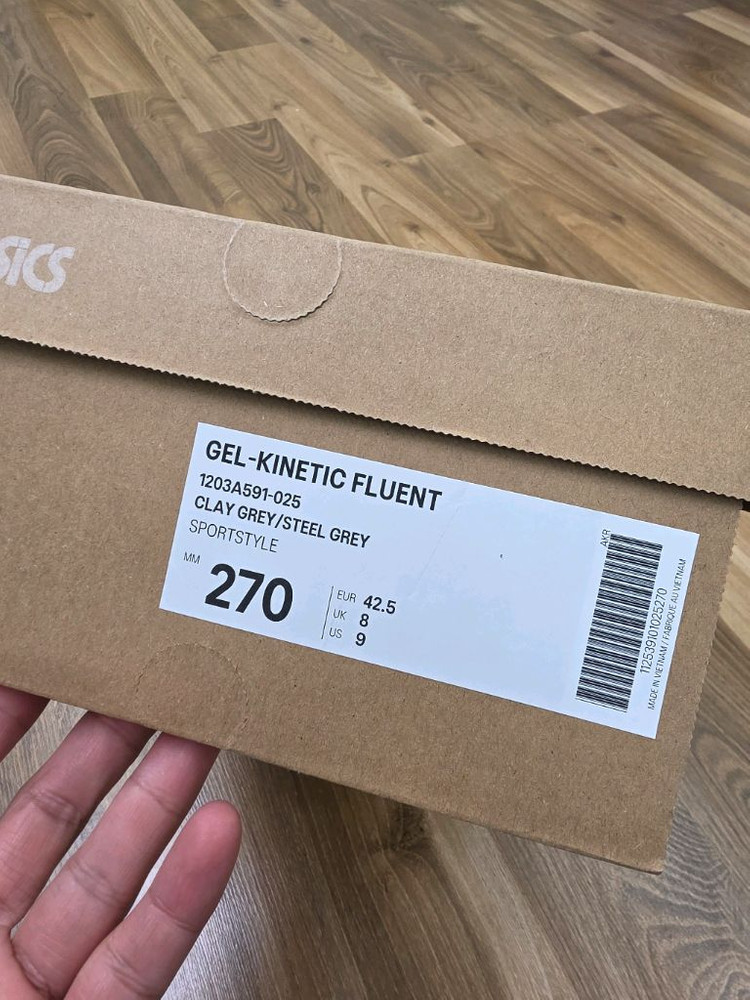 sics
GEL-KINETIC FLUENT
1203A591-025
CLAY GREY/STEEL GREY
SPORTSTYLE
MM 270
EUR 42.5
UK 8
US 9
AKR
11253910102525270
MADE IN VIETNAM / FABRIQUE AU VIETNAM